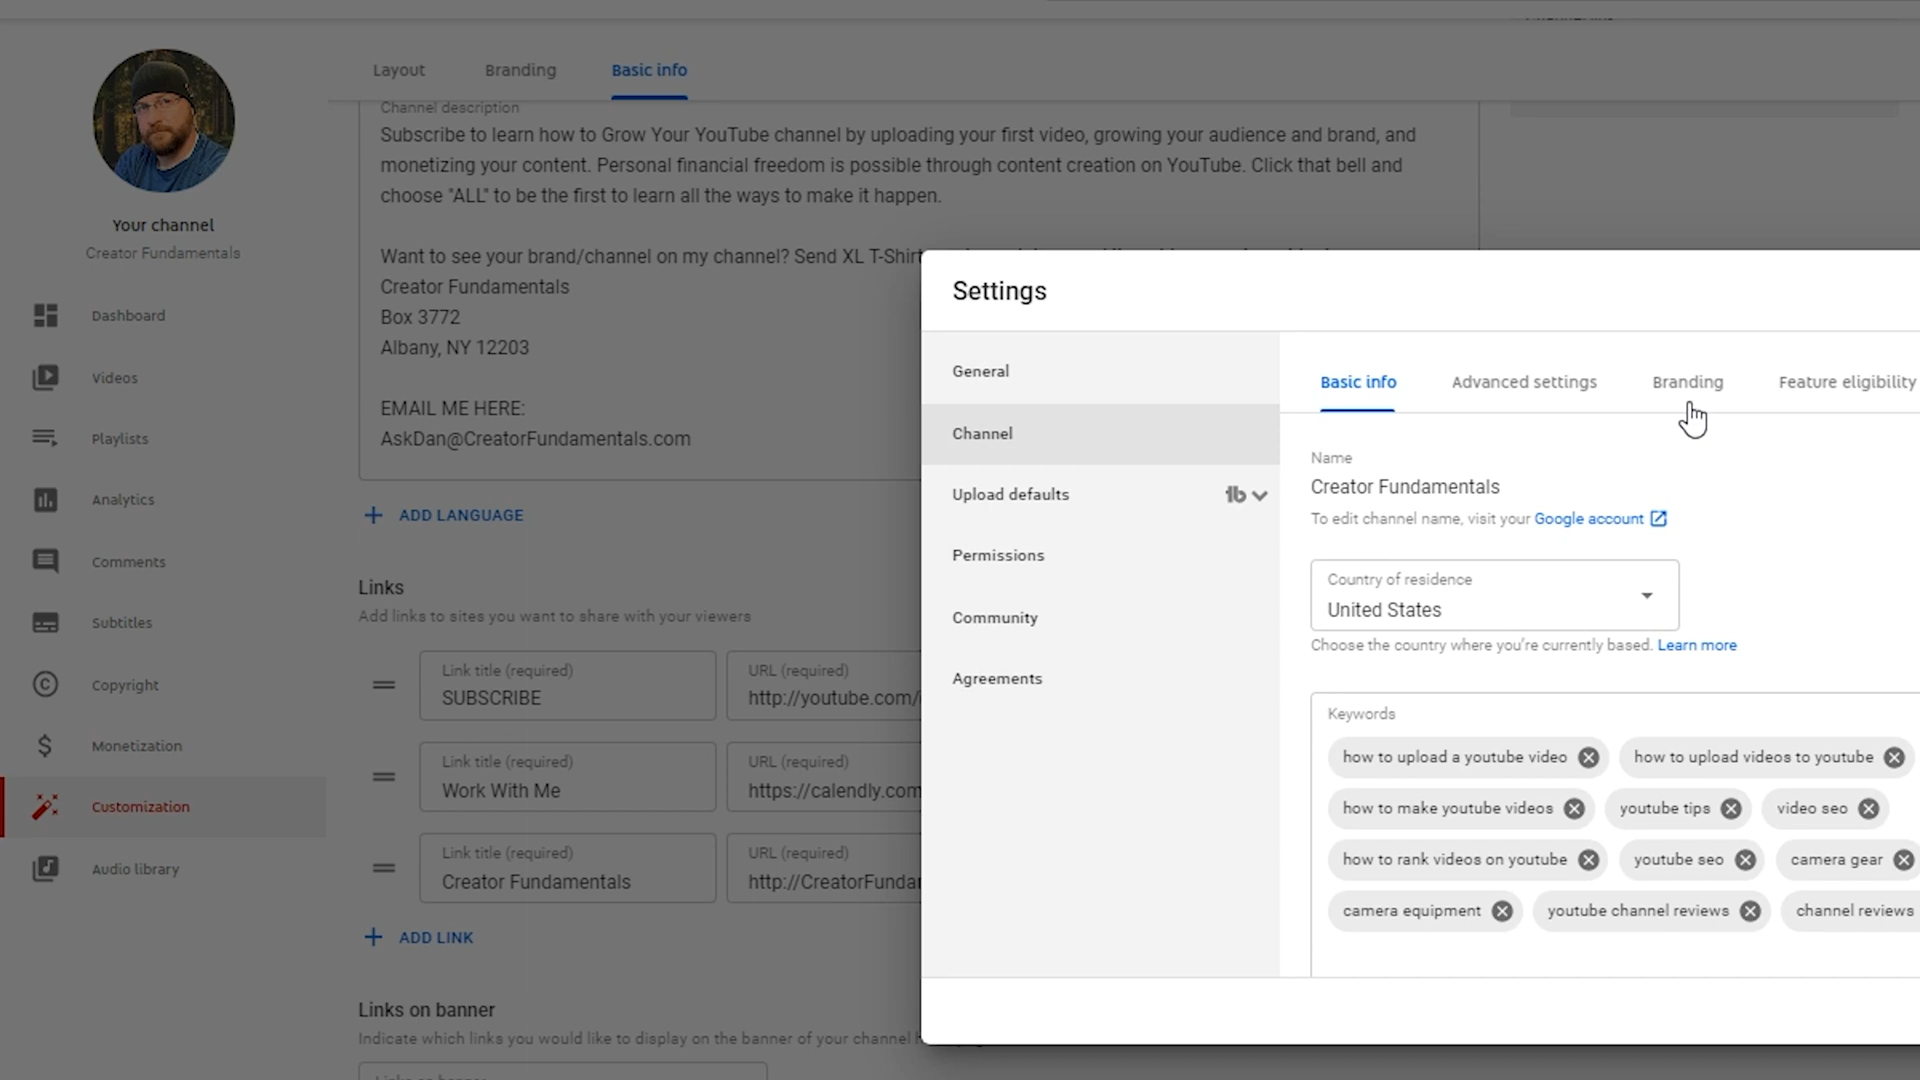 Layout
Branding
Basic info
Your channel
Creator Fundamentals
Dashboard
Videos
Playlists
Analytics
Comments
Subtitles
Copyright
Monetization
Customization
Audio library
Channel description
Subscribe to learn how to Grow Your YouTube channel by uploading your first video, growing your audience and brand, and
monetizing your content. Personal financial freedom is possible through content creation on YouTube. Click that bell and
choose "ALL" to be the first to learn all the ways to make it happen.
Want to see your brand/channel on my channel? Send XL T-Shirt
Creator Fundamentals
Box 3772
Albany, NY 12203
EMAIL ME HERE:
AskDan@CreatorFundamentals.com
ADD LANGUAGE
Links
Add links to sites you want to share with your viewers
Link title (required)
SUBSCRIBE
URL (required)
http://youtube.com/
Link title (required)
Work With Me
URL (required)
https://calendly.com
Link title (required)
Creator Fundamentals
URL (required)
http://CreatorFunda
ADD LINK
Links on banner
Indicate which links you would like to display on the banner of your channel
Settings
General
Channel
Upload defaults
tb
Permissions
Community
Agreements
Basic info
Advanced settings
Branding
Feature eligibility
Name
Creator Fundamentals
To edit channel name, visit your Google account
Country of residence
United States
Choose the country where you're currently based. Learn more
Keywords
how to upload a youtube video
how to upload videos to youtube
how to make youtube videos
youtube tips
video seo
how to rank videos on youtube
youtube seo
camera gear
camera equipment
youtube channel reviews
channel reviews